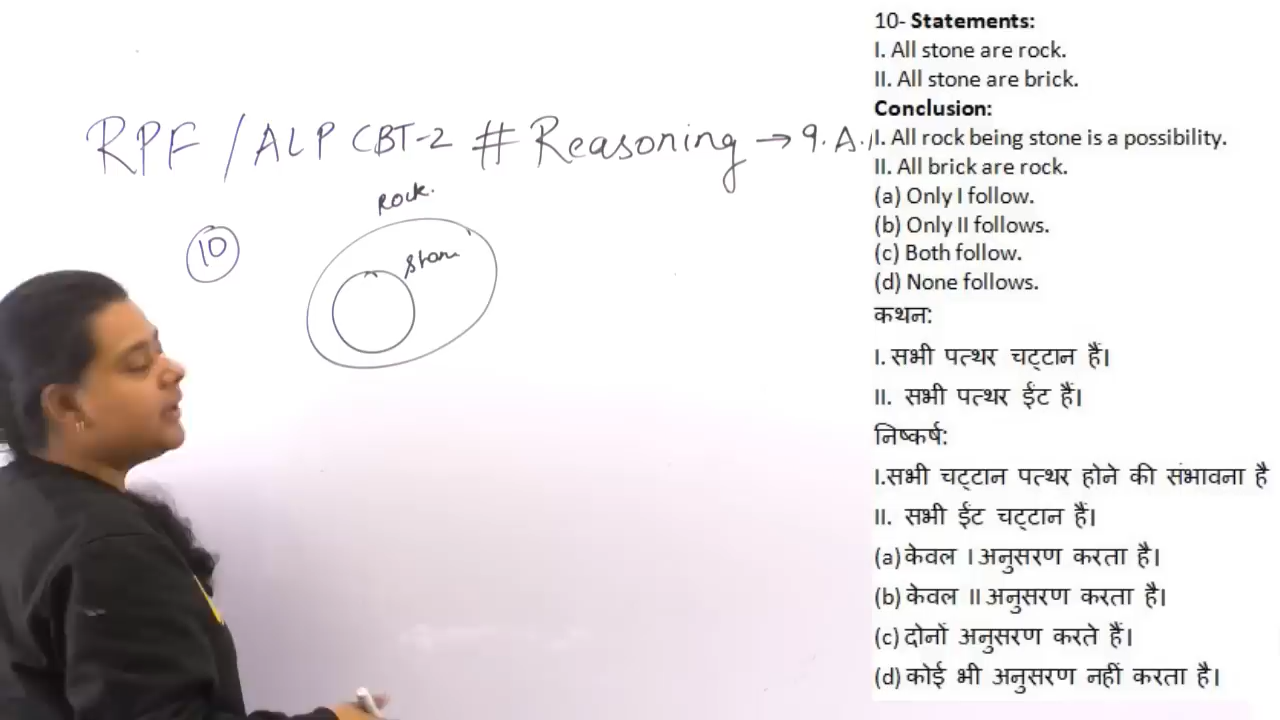 10- Statements:
I. All stone are rock.
II. All stone are brick.
Conclusion:
I. All rock being stone is a possibility.
II. All brick are rock.
(a) Only I follow.
(b) Only II follows.
(c) Both follow.
(d) None follows.
कथन:
I. सभी पत्थर चट्टान हैं।
II. सभी पत्थर ईंट हैं।
निष्कर्ष:
I.सभी चट्टान पत्थर होने की संभावना है
II. सभी ईंट चट्टान हैं।
(a) केवल I अनुसरण करता है।
(b) केवल II अनुसरण करता है।
(c) दोनों अनुसरण करते हैं।
(d) कोई भी अनुसरण नहीं करता है।
RPF / ALP CBT-2 # Reasoning → 9. A.M
Rock.
10